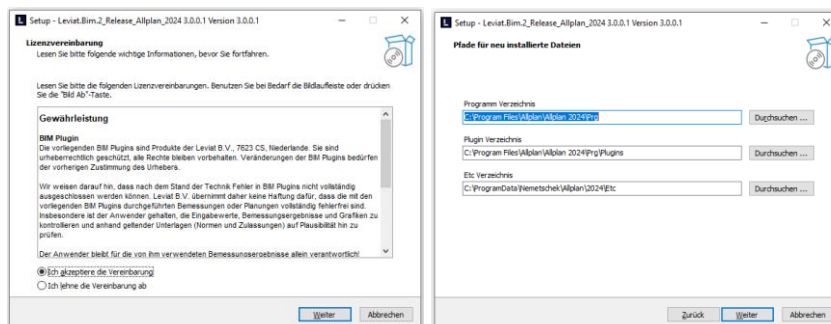 Setup - Leviat.Bim.2_Release_Allplan_2024 3.0.0.1 Version 3.0.0.1
Lizenzvereinbarung
Lesen Sie bitte folgende wichtige Informationen, bevor Sie fortfahren.
Lesen Sie bitte die folgenden Lizenzvereinbarungen. Benutzen Sie bei Bedarf die Bildlaufleiste oder drücken
Sie die "Bild Ab"-Taste.
Gewährleistung
BIM Plugin
Die vorliegenden BIM Plugins sind Produkte der Leviat B.V., 7623 CS, Niederlande. Sie sind
urheberrechtlich geschützt, alle Rechte bleiben vorbehalten. Veränderungen der BIM Plugins bedürfen
der vorherigen Zustimmung des Urhebers.
Wir weisen darauf hin, dass nach dem Stand der Technik Fehler in BIM Plugins nicht vollständig
ausgeschlossen werden können. Leviat B.V. übernimmt daher keine Haftung dafür, dass die mit den
vorliegenden BIM Plugins durchgeführten Bemessungen oder Planungen vollständig fehlerfrei sind.
Insbesondere ist der Anwender gehalten, die Eingabewerte, Bemessungsergebnisse und Grafiken zu
kontrollieren und anhand geltender Unterlagen (Normen und Zulassungen) auf Plausibilität hin zu
prüfen.
Der Anwender bleibt für die von ihm verwendeten Bemessungsergebnisse allein verantwortlich!
Ich akzeptiere die Vereinbarung
Ich lehne die Vereinbarung ab
Weiter
Abbrechen
Setup - Leviat.Bim.2_Release_Allplan_2024 3.0.0.1 Version 3.0.0.1
Pfade für neu installierte Dateien
Programm Verzeichnis
C:\Program Files\Allplan\Allplan 2024\Prg
Durchsuchen ...
Plugin Verzeichnis
C:\Program Files\Allplan\Allplan 2024\Prg\Plugins
Durchsuchen ...
Etc Verzeichnis
C:\ProgramData\Nemetschek\Allplan\2024\Etc
Durchsuchen ...
Zurück
Weiter
Abbrechen